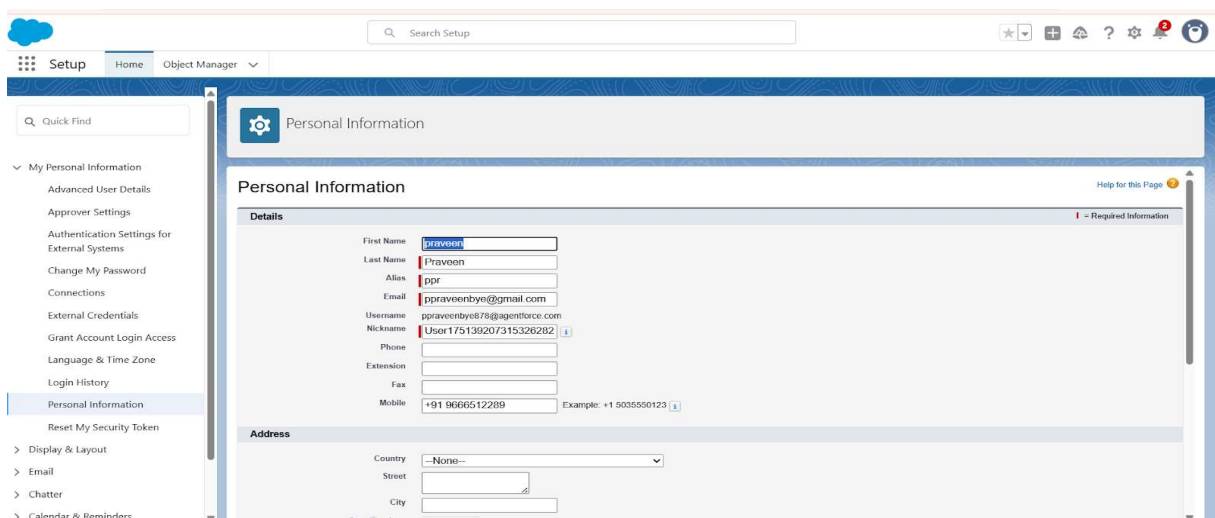 Search Setup
2
Setup
Home
Object Manager
Quick Find
My Personal Information
Advanced User Details
Approver Settings
Authentication Settings for
External Systems
Change My Password
Connections
External Credentials
Grant Account Login Access
Language & Time Zone
Login History
Personal Information
Reset My Security Token
Display & Layout
Email
Chatter
Calendar & Reminders
Personal Information
Personal Information
Help for this Page
Details
= Required Information
First Name praveen
Last Name Praveen
Alias ppr
Email ppraveenbye@gmail.com
Username ppraveenbye878@agentforce.com
Nickname User175139207315326282
Phone
Extension
Fax
Mobile +91 9666512289 Example: +1 5035550123
Address
Country --None--
Street
City